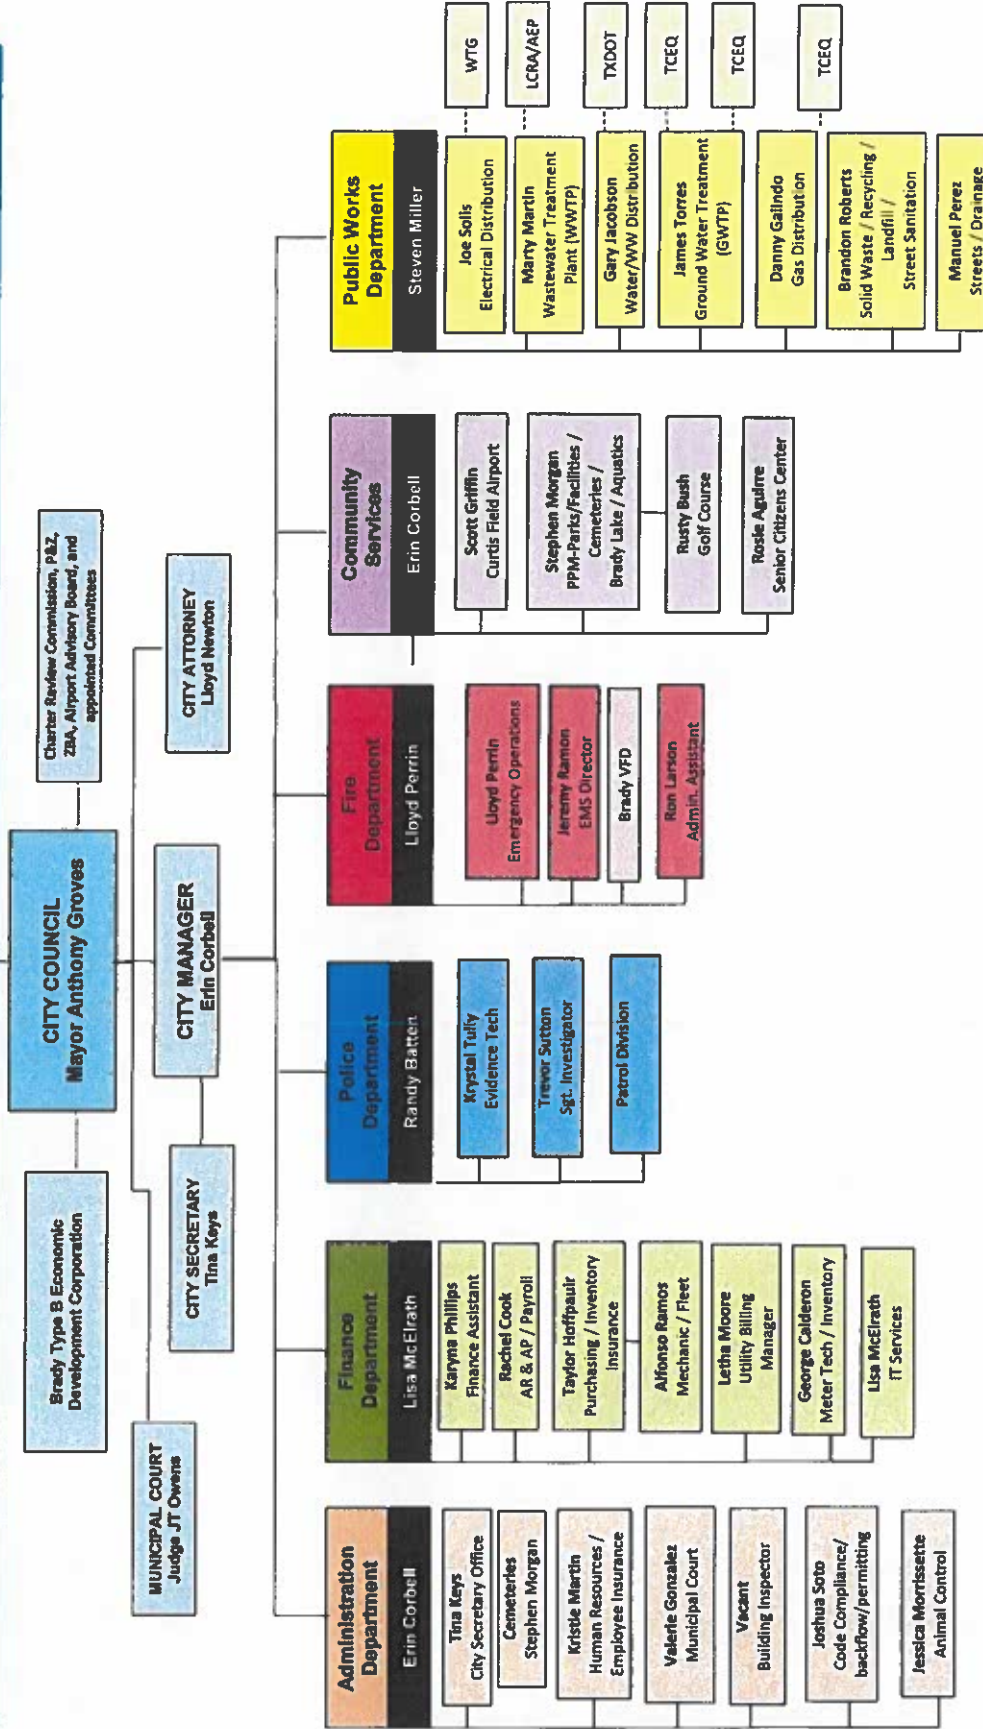 CITY COUNCIL
Mayor Anthony Groves
Brady Type B Economic
Development Corporation
Charter Review Commission, P&Z,
ZBA, Airport Advisory Board, and
appointed Committees
MUNICIPAL COURT
Judge JT Owens
CITY SECRETARY
Tina Keys
CITY MANAGER
Erin Corbell
CITY ATTORNEY
Lloyd Newton
Administration
Department
Erin Corbell
Tina Keys
City Secretary Office
Cemeteries
Stephen Morgan
Kristie Martin
Human Resources /
Employee Insurance
Valerie Gonzalez
Municipal Court
Vacant
Building Inspector
Joshua Soto
Code Compliance/
backflow/permitting
Jessica Morrissette
Animal Control
Finance
Department
Lisa McElrath
Karyna Phillips
Finance Assistant
Rachel Cook
AR & AP / Payroll
Taylor Hoffpauir
Purchasing / Inventory
Insurance
Alfonso Ramos
Mechanic / Fleet
Letha Moore
Utility Billing
Manager
George Calderon
Meter Tech / Inventory
Lisa McElrath
IT Services
Police
Department
Randy Batten
Krystal Tully
Evidence Tech
Trevor Sutton
Sgt. Investigator
Patrol Division
Fire
Department
Lloyd Perrin
Lloyd Perrin
Emergency Operations
Jeremy Ramon
EMS Director
Brady VFD
Ron Larson
Admin. Assistant
Community
Services
Erin Corbell
Scott Griffin
Curtis Field Airport
Stephen Morgan
PPM-Parks/Facilities /
Cemeteries /
Brady Lake / Aquatics
Rusty Bush
Golf Course
Rosie Aguirre
Senior Citizens Center
Public Works
Department
Steven Miller
Joe Solis
Electrical Distribution
WTG
Marty Martin
Wastewater Treatment
Plant (WWTP)
LCRA/AEP
Gary Jacobson
Water/WW Distribution
TXDOT
James Torres
Ground Water Treatment
(GWTP)
TCEQ
TCEQ
Danny Galindo
Gas Distribution
TCEQ
Brandon Roberts
Solid Waste / Recycling /
Landfill /
Street Sanitation
Manuel Perez
Streets / Drainage